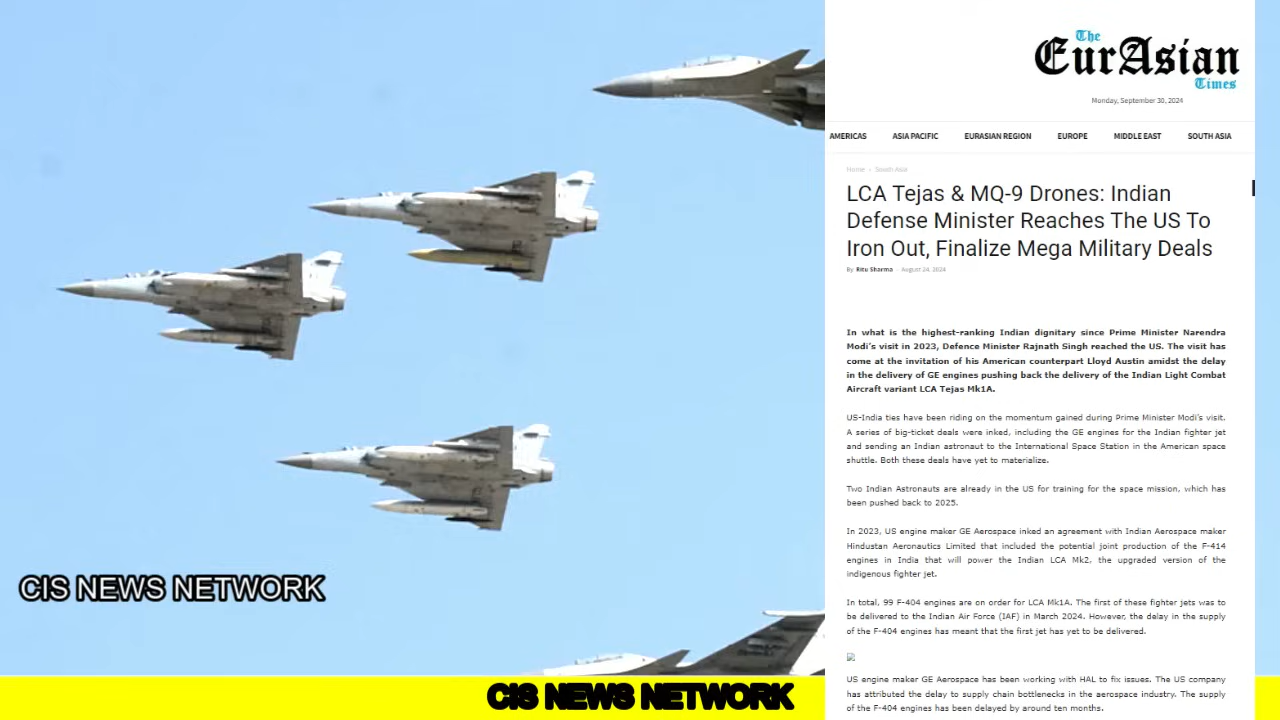 The
EurAsian
Times
Monday, September 30, 2024
AMERICAS ASIA PACIFIC EURASIAN REGION EUROPE MIDDLE EAST SOUTH ASIA
Home › South Asia
LCA Tejas & MQ-9 Drones: Indian
Defense Minister Reaches The US To
Iron Out, Finalize Mega Military Deals
By Ritu Sharma - August 24, 2024
In what is the highest-ranking Indian dignitary since Prime Minister Narendra
Modi's visit in 2023, Defence Minister Rajnath Singh reached the US. The visit has
come at the invitation of his American counterpart Lloyd Austin amidst the delay
in the delivery of GE engines pushing back the delivery of the Indian Light Combat
Aircraft variant LCA Tejas Mk1A.
US-India ties have been riding on the momentum gained during Prime Minister Modi's visit.
A series of big-ticket deals were inked, including the GE engines for the Indian fighter jet
and sending an Indian astronaut to the International Space Station in the American space
shuttle. Both these deals have yet to materialize.
Two Indian Astronauts are already in the US for training for the space mission, which has
been pushed back to 2025.
In 2023, US engine maker GE Aerospace inked an agreement with Indian Aerospace maker
Hindustan Aeronautics Limited that included the potential joint production of the F-414
engines in India that will power the Indian LCA Mk2, the upgraded version of the
indigenous fighter jet.
In total, 99 F-404 engines are on order for LCA Mk1A. The first of these fighter jets was to
be delivered to the Indian Air Force (IAF) in March 2024. However, the delay in the supply
of the F-404 engines has meant that the first jet has yet to be delivered.
US engine maker GE Aerospace has been working with HAL to fix issues. The US company
has attributed the delay to supply chain bottlenecks in the aerospace industry. The supply
of the F-404 engines has been delayed by around ten months.
CIS NEWS NETWORK
CIS NEWS NETWORK